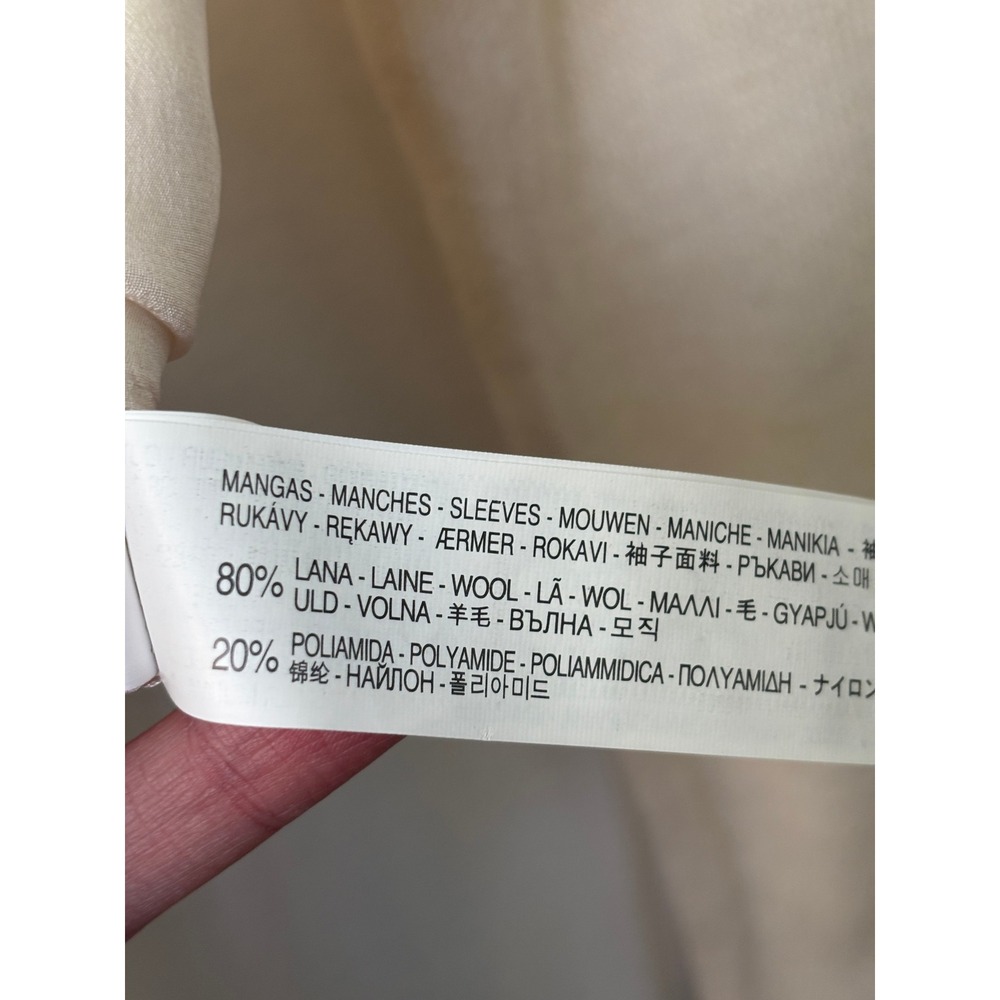 MANGAS - MANCHES - SLEEVES - MOUWEN - MANICHE - MANIKIA -
RUKÁVY - RĘKAWY - ÆRMER - ROKAVI - 袖子面料 - РЪКАВИ - 소매
80% LANA - LAINE - WOOL - LÃ - WOL - ΜΑΛΛΙ - 毛 - GYAPJÚ -
ULD - VOLNA - 羊毛 - ВЪЛНА - 모직
20% POLIAMIDA - POLYAMIDE - POLIAMMIDICA - ΠΟΛΥΑΜΙΔΗ - ナイロン
锦纶 - НАЙЛОН - 폴리아미드